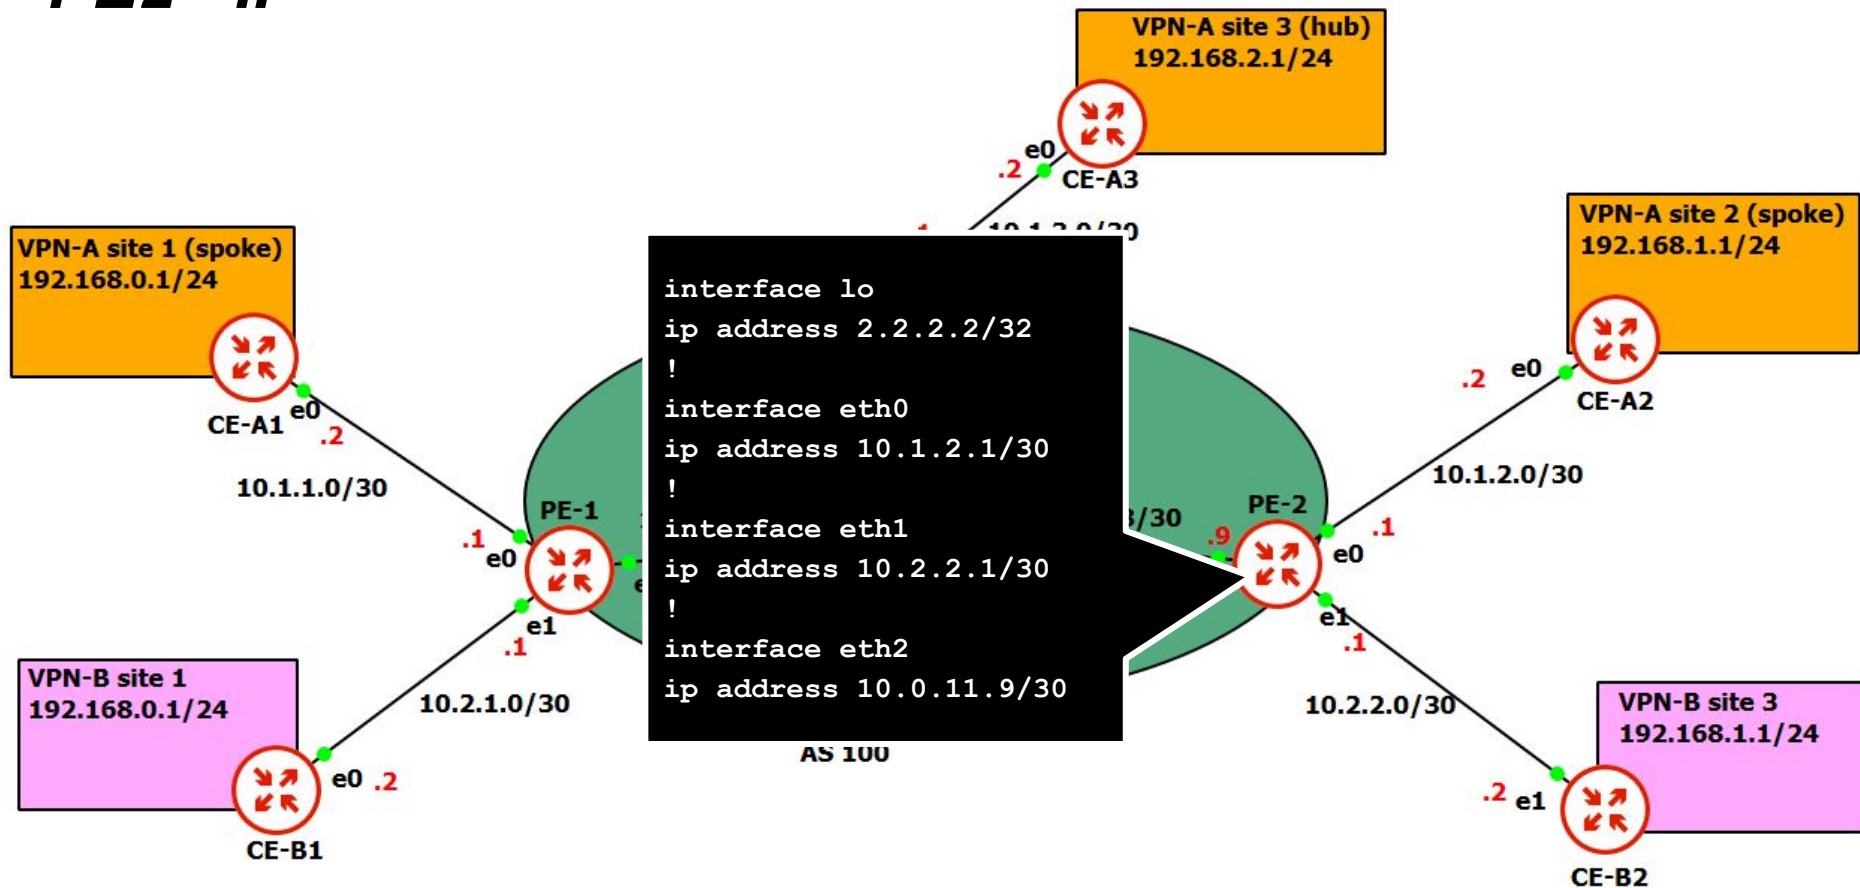 VPN-A site 3 (hub)
192.168.2.1/24
e0
.2
CE-A3
VPN-A site 2 (spoke)
192.168.1.1/24
VPN-A site 1 (spoke)
192.168.0.1/24
interface lo
ip address 2.2.2.2/32
!
interface eth0
ip address 10.1.2.1/30
!
interface eth1
ip address 10.2.2.1/30
!
interface eth2
ip address 10.0.11.9/30
e0
.2
CE-A2
CE-A1
e0
.2
10.1.1.0/30
10.1.2.0/30
PE-1
.1
e0
e1
.1
/30
.9
PE-2
.1
e0
e1
.1
VPN-B site 1
192.168.0.1/24
10.2.1.0/30
10.2.2.0/30
VPN-B site 3
192.168.1.1/24
AS 100
e0
.2
CE-B1
.2
e1
CE-B2